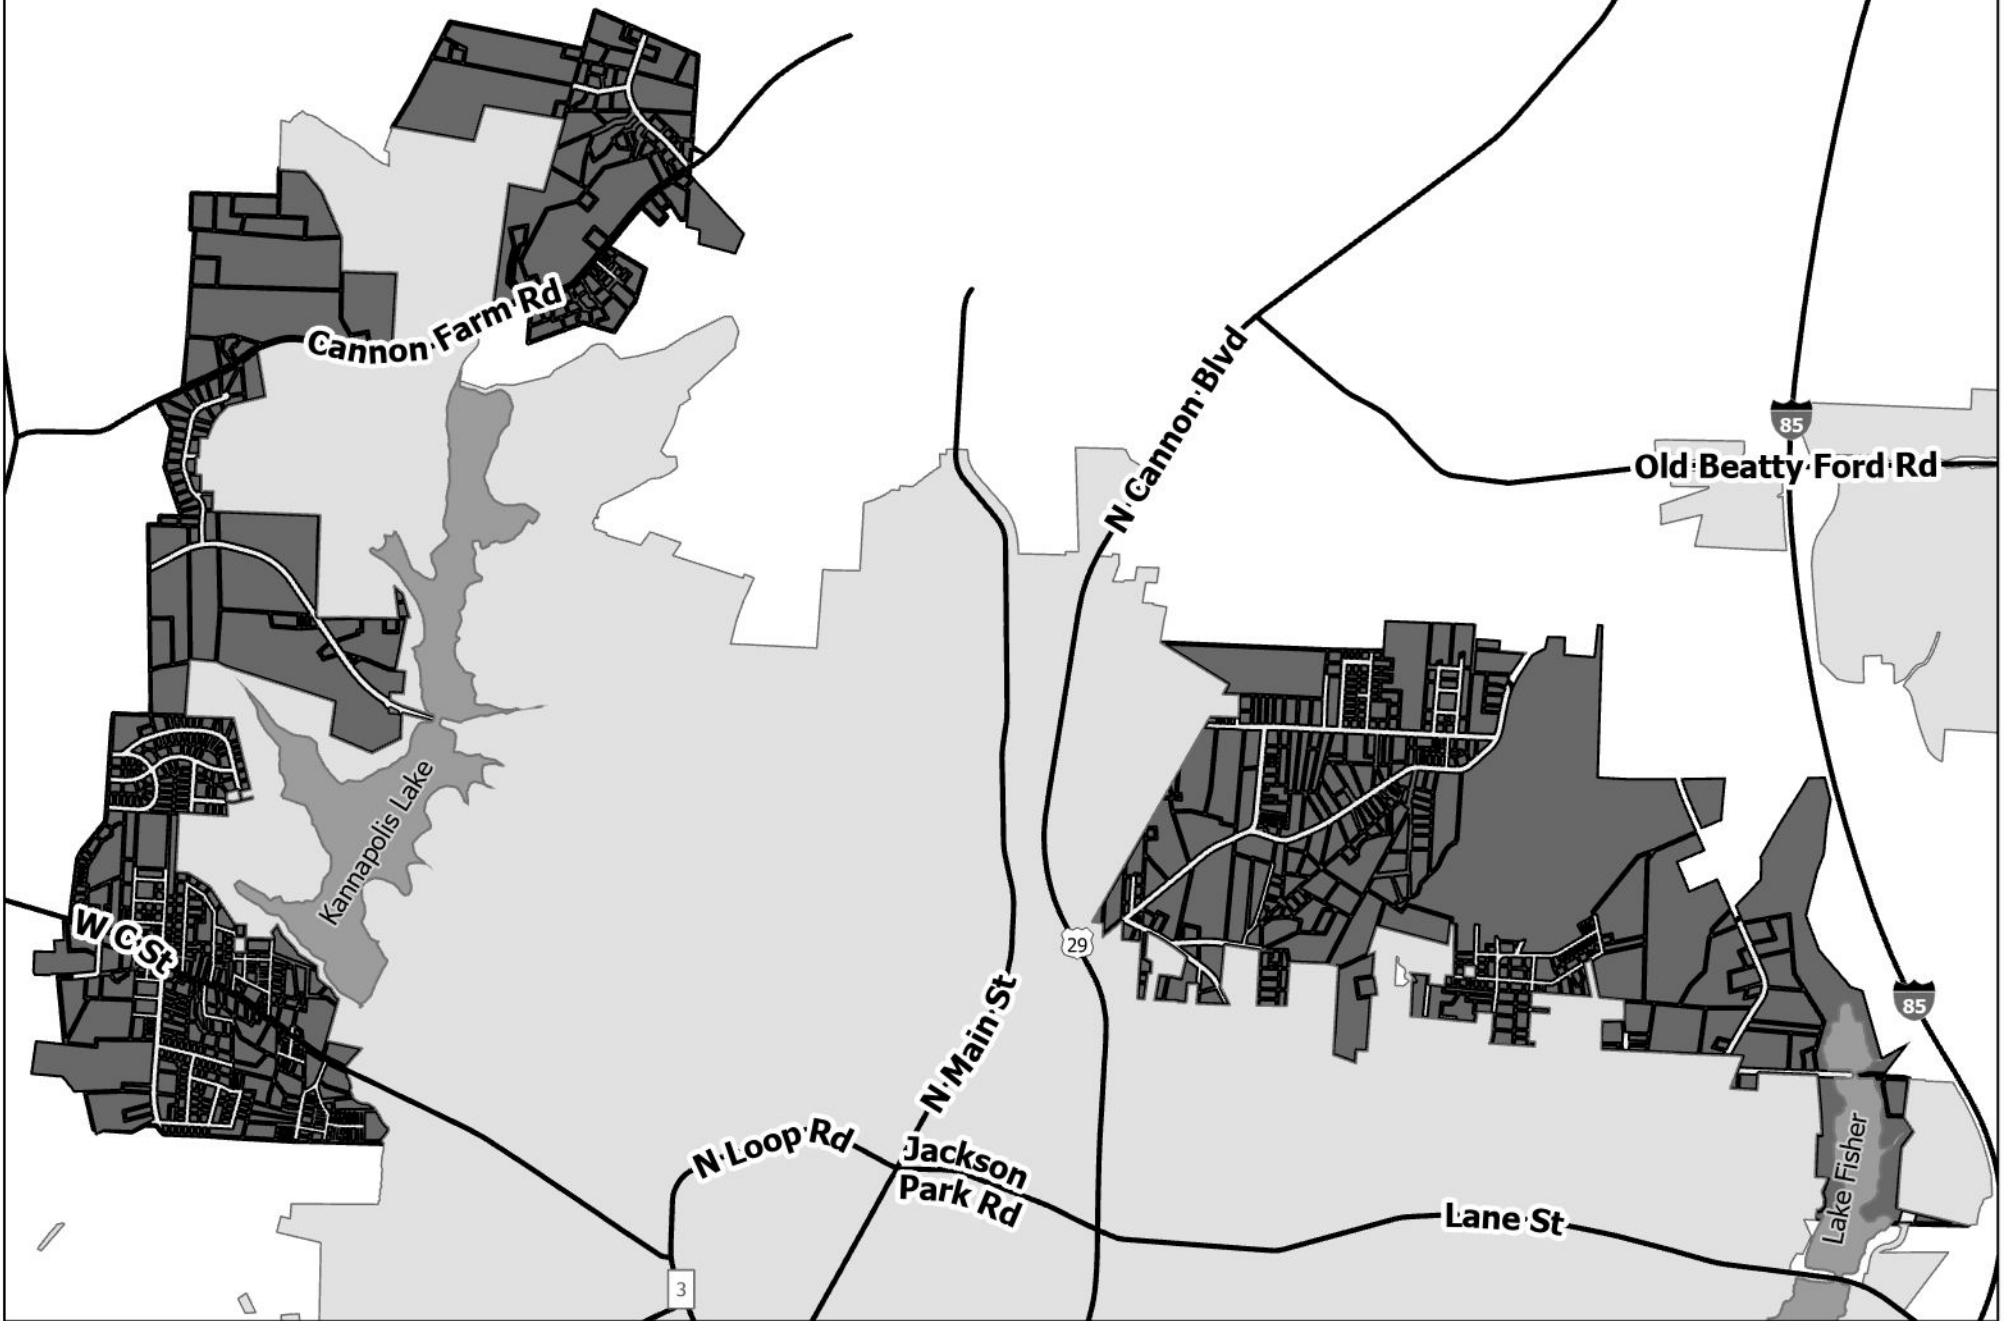 Cannon Farm Rd
N Cannon Blvd
85
Old Beatty Ford Rd
Kannapolis Lake
W C St
29
85
N Main St
N Loop Rd
Jackson
Park Rd
Lane St
Lake Fisher
3